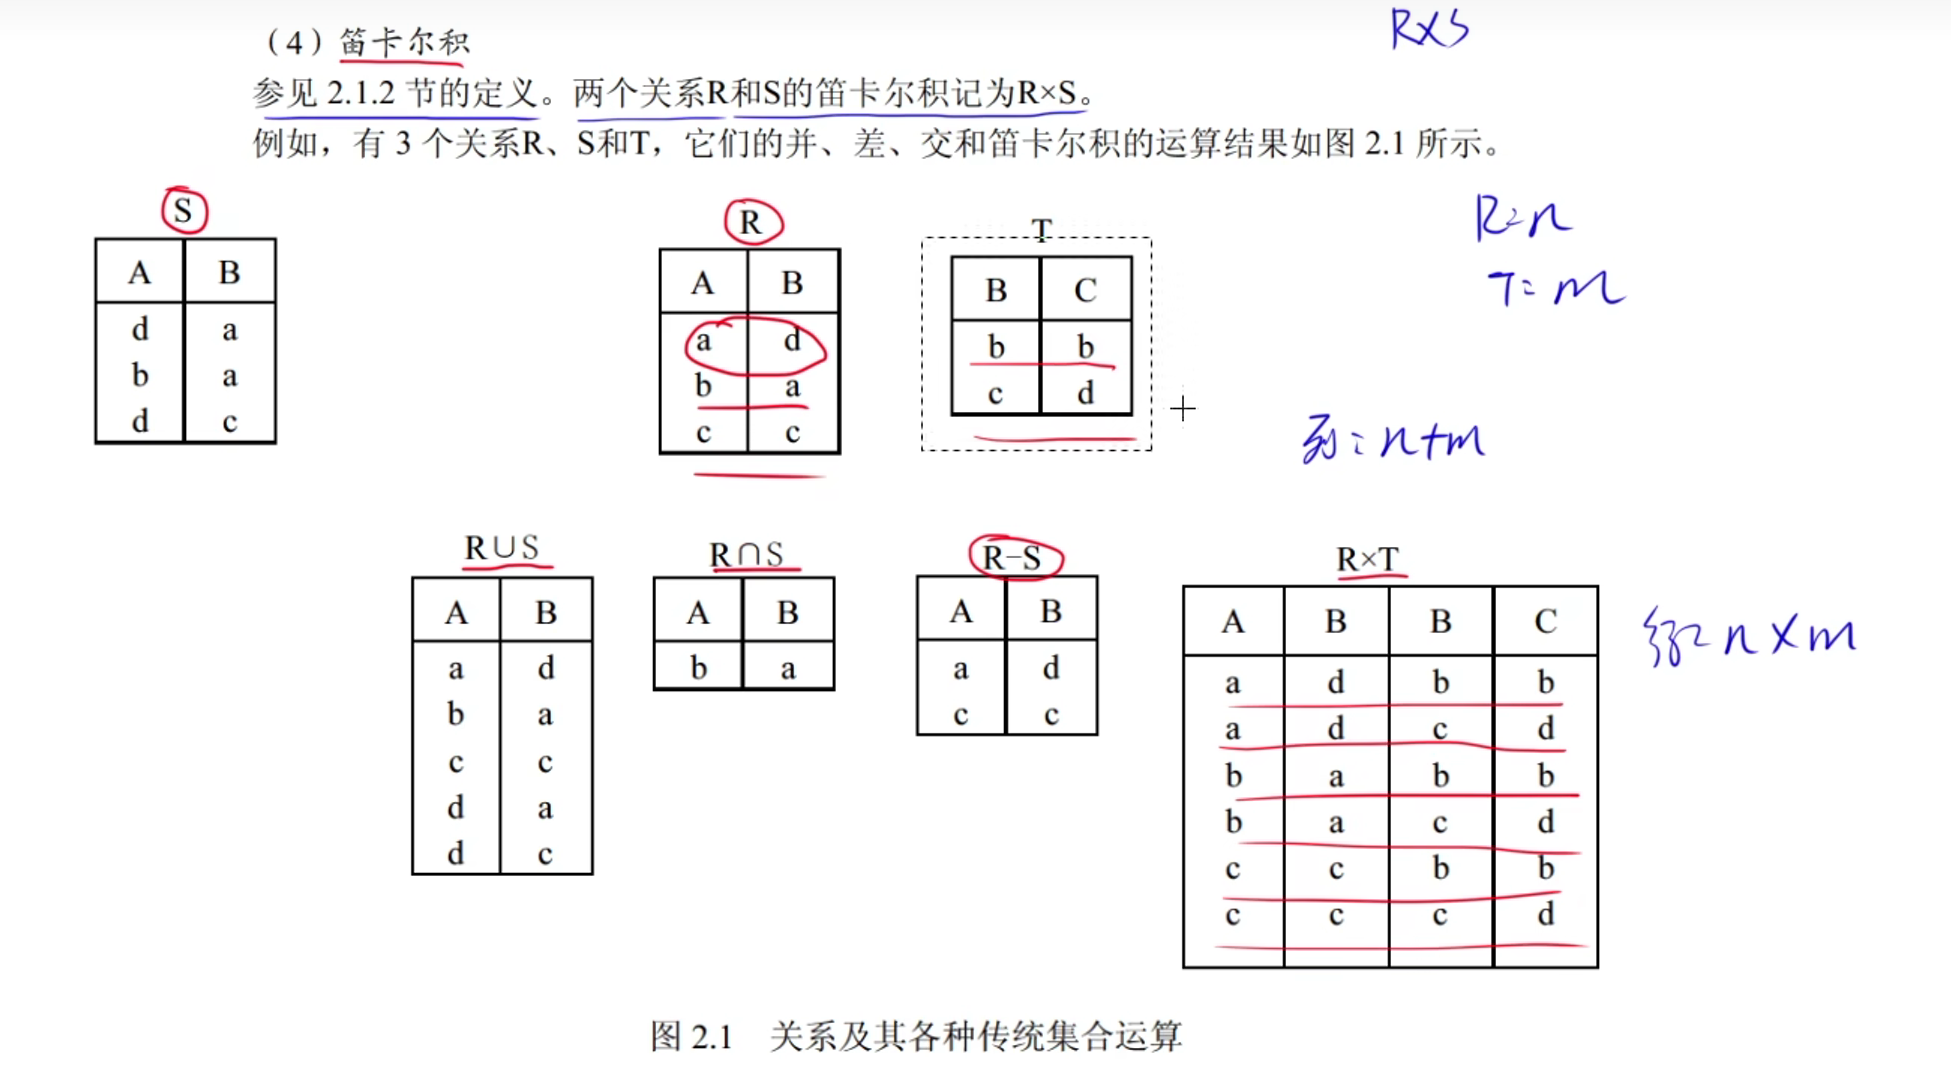 R×S
（4）笛卡尔积
参见 2.1.2 节的定义。两个关系R和S的笛卡尔积记为R×S。
例如，有 3 个关系R、S和T，它们的并、差、交和笛卡尔积的运算结果如图 2.1 所示。
S
A B
d a
b a
d c
R
A B
a d
b a
c c
T
B C
b b
c d
R: n
T: m
列: n+m
R∪S
A B
a d
b a
c c
d a
d c
R∩S
A B
b a
R−S
A B
a d
c c
R×T
A B B C
a d b b
a d c d
b a b b
b a c d
c c b b
c c c d
n×m
图 2.1 关系及其各种传统集合运算